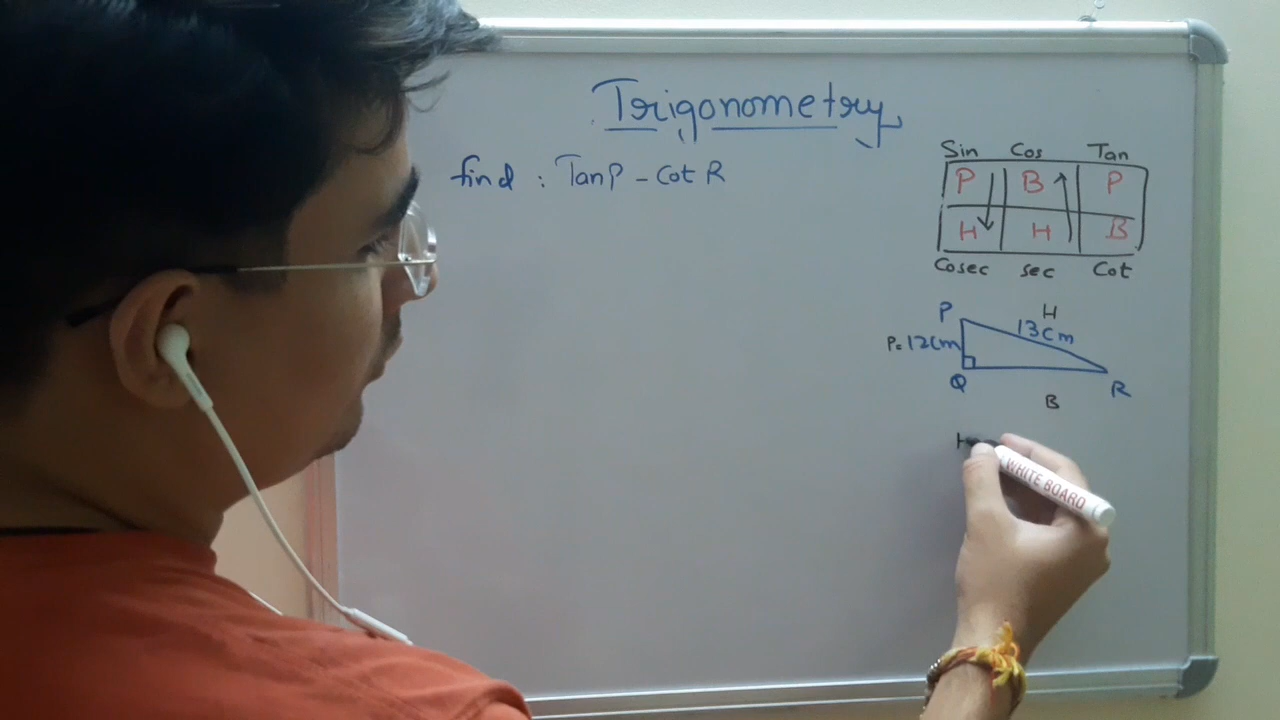 Trigonometry
find : TanP - Cot R
Sin Cos Tan
P B P
H H B
Cosec sec Cot
P H
13cm
P=12cm
Q R
B
H
WHITE BOARD